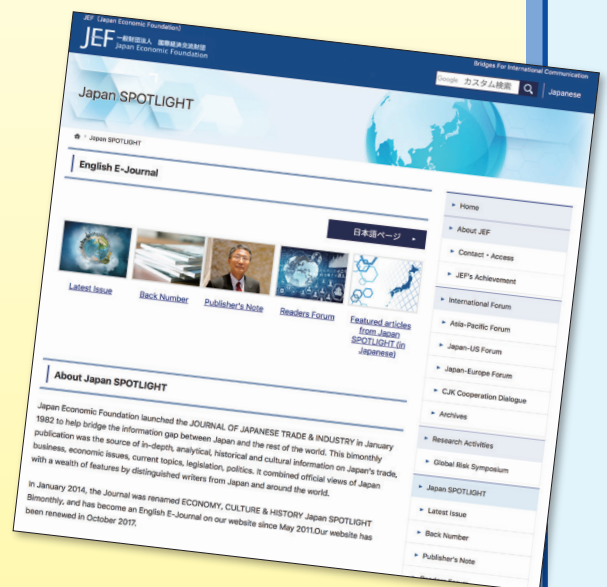 JEF (Japan Economic Foundation)
Bridges For International Communication
JEF 一般財団法人 国際経済交流財団
Japan Economic Foundation
Google カスタム検索
Japanese
Japan SPOTLIGHT
Japan SPOTLIGHT
English E-Journal
日本語ページ
Latest Issue
Back Number
Publisher's Note
Readers Forum
Featured articles
from Japan
SPOTLIGHT (in
Japanese)
About Japan SPOTLIGHT
Japan Economic Foundation launched the JOURNAL OF JAPANESE TRADE & INDUSTRY in January
1982 to help bridge the information gap between Japan and the rest of the world. This bimonthly
publication was the source of in-depth, analytical, historical and cultural information on Japan's trade,
business, economic issues, current topics, legislation, politics. It combined official views of Japan
with a wealth of features by distinguished writers from Japan and around the world.
In January 2014, the Journal was renamed ECONOMY, CULTURE & HISTORY Japan SPOTLIGHT
Bimonthly, and has become an English E-Journal on our website since May 2011.Our website has
been renewed in October 2017.
Home
About JEF
Contact・Access
JEF's Achievement
International Forum
Asia-Pacific Forum
Japan-US Forum
Japan-Europe Forum
CJK Cooperation Dialogue
Archives
Research Activities
Global Risk Symposium
Japan SPOTLIGHT
Latest Issue
Back Number
Publisher's Note